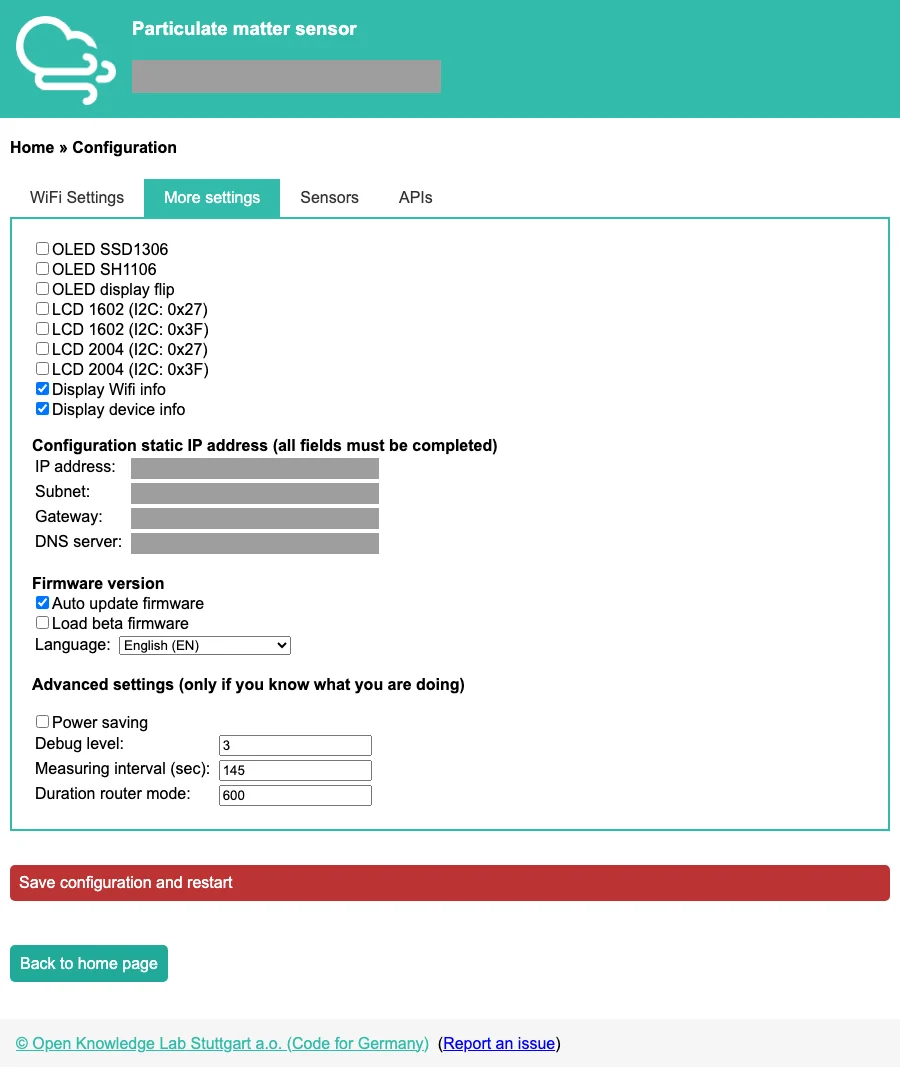 Particulate matter sensor
Home » Configuration
WiFi Settings More settings Sensors APIs
OLED SSD1306
OLED SH1106
OLED display flip
LCD 1602 (I2C: 0x27)
LCD 1602 (I2C: 0x3F)
LCD 2004 (I2C: 0x27)
LCD 2004 (I2C: 0x3F)
Display Wifi info
Display device info
Configuration static IP address (all fields must be completed)
IP address:
Subnet:
Gateway:
DNS server:
Firmware version
Auto update firmware
Load beta firmware
Language: English (EN)
Advanced settings (only if you know what you are doing)
Power saving
Debug level: 3
Measuring interval (sec): 145
Duration router mode: 600
Save configuration and restart
Back to home page
© Open Knowledge Lab Stuttgart a.o. (Code for Germany) (Report an issue)